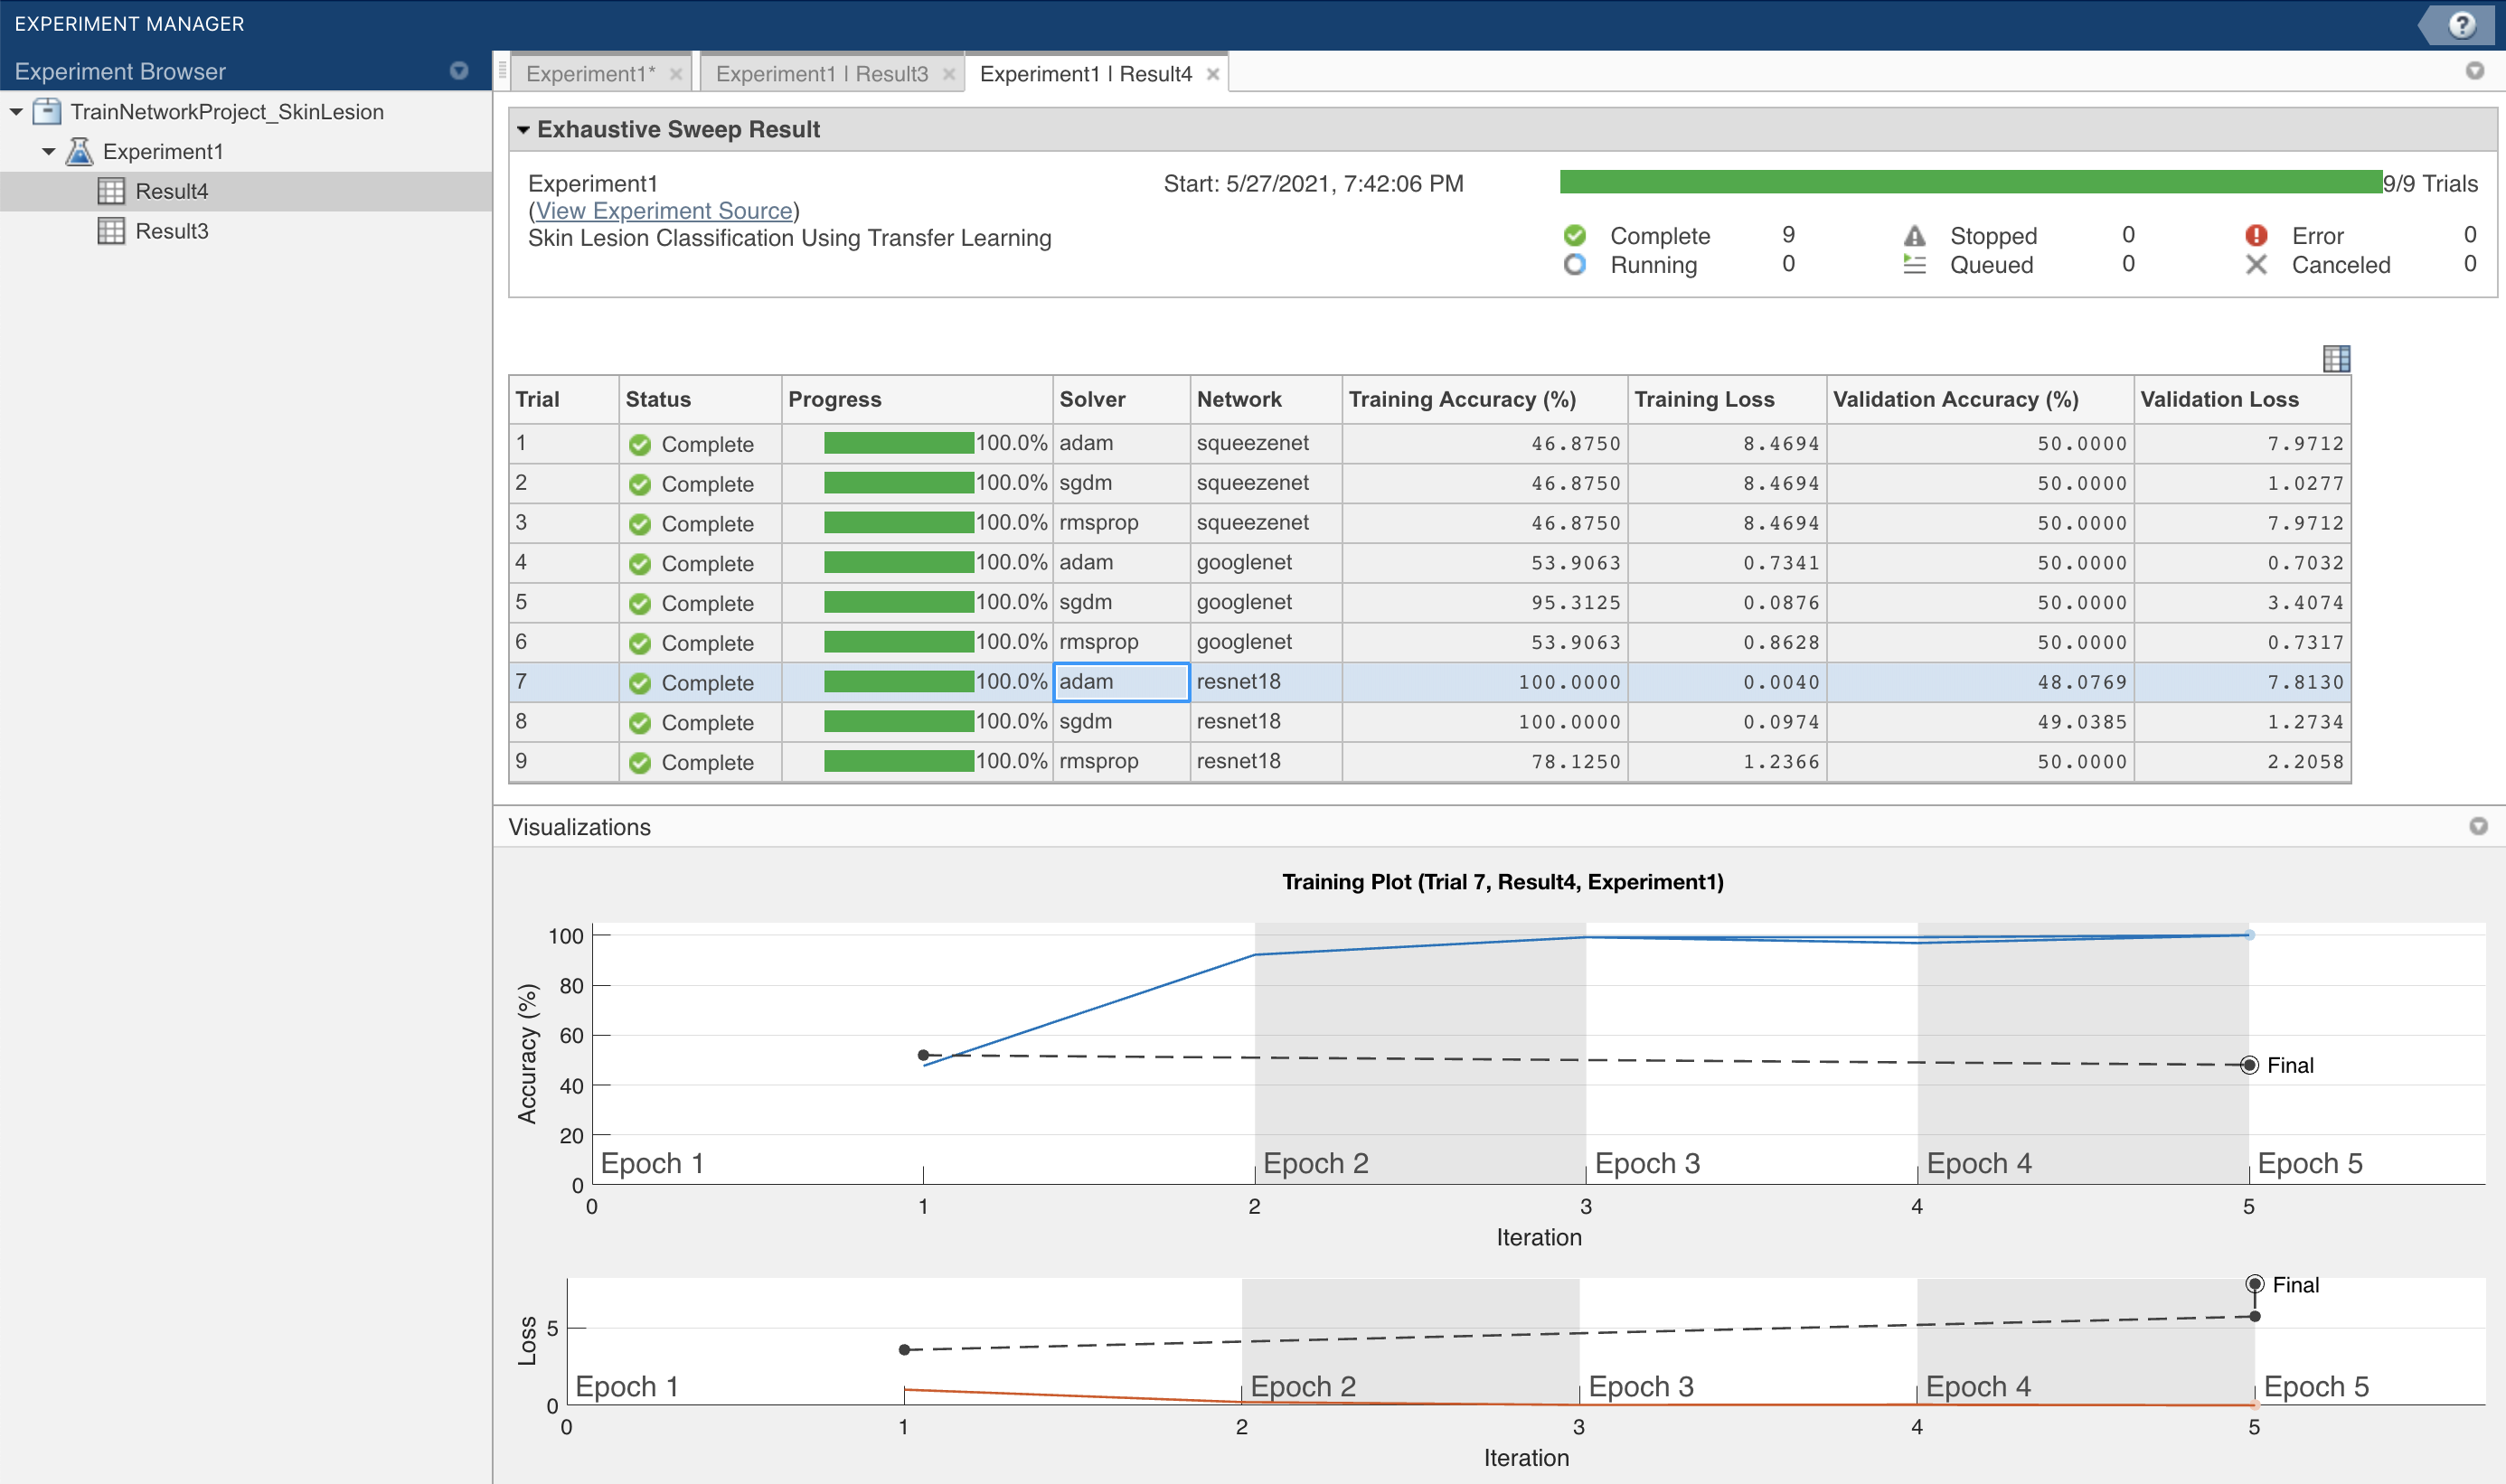 EXPERIMENT MANAGER
?
Experiment Browser
TrainNetworkProject_SkinLesion
Experiment1
Result4
Result3
Experiment1* Experiment1 | Result3 Experiment1 | Result4
Exhaustive Sweep Result
Experiment1 Start: 5/27/2021, 7:42:06 PM 9/9 Trials
(View Experiment Source)
Skin Lesion Classification Using Transfer Learning
Complete 9 Stopped 0 Error 0
Running 0 Queued 0 Canceled 0
Trial Status Progress Solver Network Training Accuracy (%) Training Loss Validation Accuracy (%) Validation Loss
1 Complete 100.0% adam squeezenet 46.8750 8.4694 50.0000 7.9712
2 Complete 100.0% sgdm squeezenet 46.8750 8.4694 50.0000 1.0277
3 Complete 100.0% rmsprop squeezenet 46.8750 8.4694 50.0000 7.9712
4 Complete 100.0% adam googlenet 53.9063 0.7341 50.0000 0.7032
5 Complete 100.0% sgdm googlenet 95.3125 0.0876 50.0000 3.4074
6 Complete 100.0% rmsprop googlenet 53.9063 0.8628 50.0000 0.7317
7 Complete 100.0% adam resnet18 100.0000 0.0040 48.0769 7.8130
8 Complete 100.0% sgdm resnet18 100.0000 0.0974 49.0385 1.2734
9 Complete 100.0% rmsprop resnet18 78.1250 1.2366 50.0000 2.2058
Visualizations
Training Plot (Trial 7, Result4, Experiment1)
Accuracy (%)
100
80
60
40
20
0
Final
Epoch 1 Epoch 2 Epoch 3 Epoch 4 Epoch 5
0 1 2 3 4 5
Iteration
Loss
5
0
Final
Epoch 1 Epoch 2 Epoch 3 Epoch 4 Epoch 5
0 1 2 3 4 5
Iteration